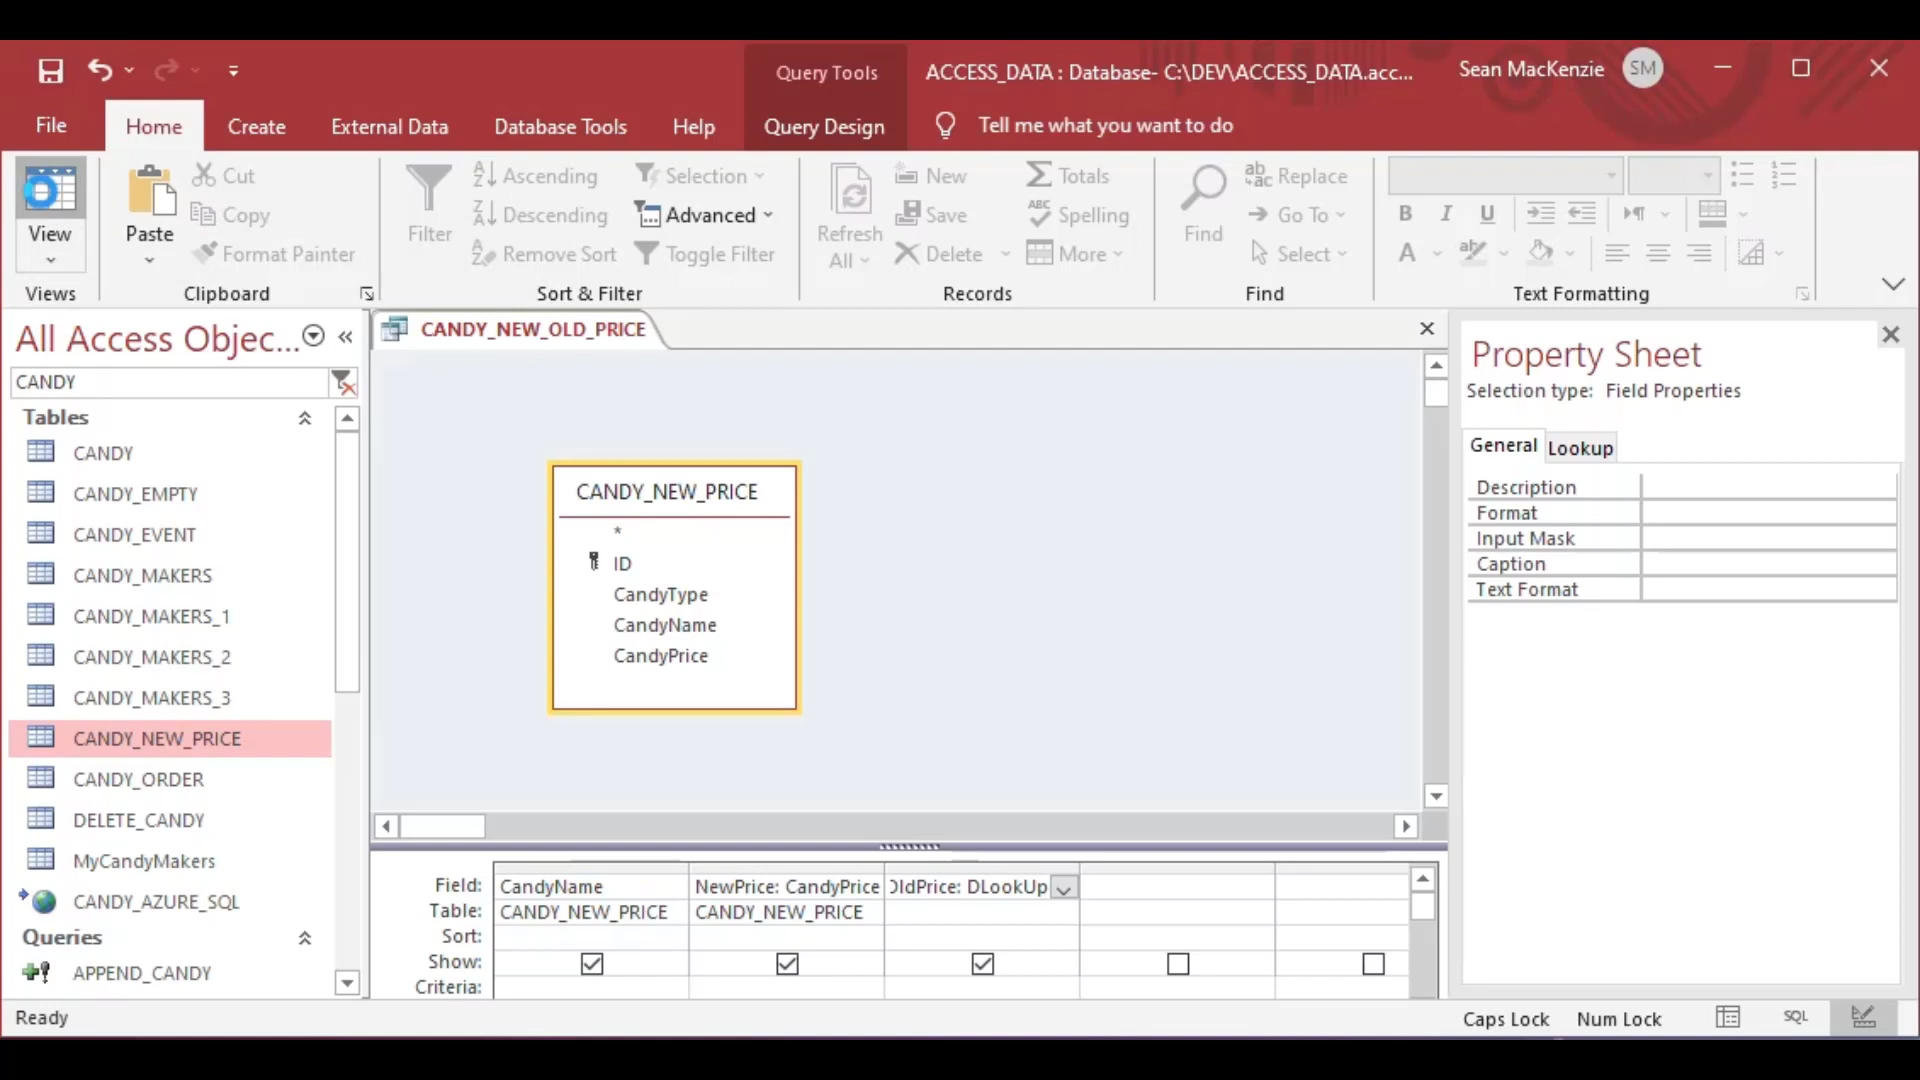 Query Tools
ACCESS_DATA : Database- C:\DEV\ACCESS_DATA.acc...
Sean MacKenzie
SM
File
Home
Create
External Data
Database Tools
Help
Query Design
Tell me what you want to do
View
Views
Paste
Cut
Copy
Format Painter
Clipboard
Filter
Ascending
Descending
Remove Sort
Selection
Advanced
Toggle Filter
Sort & Filter
Refresh
All
New
Save
Delete
Totals
Spelling
More
Records
Find
Replace
Go To
Select
Find
B I U
A
Text Formatting
All Access Objec...
CANDY
Tables
CANDY
CANDY_EMPTY
CANDY_EVENT
CANDY_MAKERS
CANDY_MAKERS_1
CANDY_MAKERS_2
CANDY_MAKERS_3
CANDY_NEW_PRICE
CANDY_ORDER
DELETE_CANDY
MyCandyMakers
CANDY_AZURE_SQL
Queries
APPEND_CANDY
CANDY_NEW_OLD_PRICE
CANDY_NEW_PRICE
*
ID
CandyType
CandyName
CandyPrice
Field: CandyName NewPrice: CandyPrice OldPrice: DLookUp
Table: CANDY_NEW_PRICE CANDY_NEW_PRICE
Sort:
Show:
Criteria:
Property Sheet
Selection type: Field Properties
General Lookup
Description
Format
Input Mask
Caption
Text Format
Ready
Caps Lock Num Lock SQL